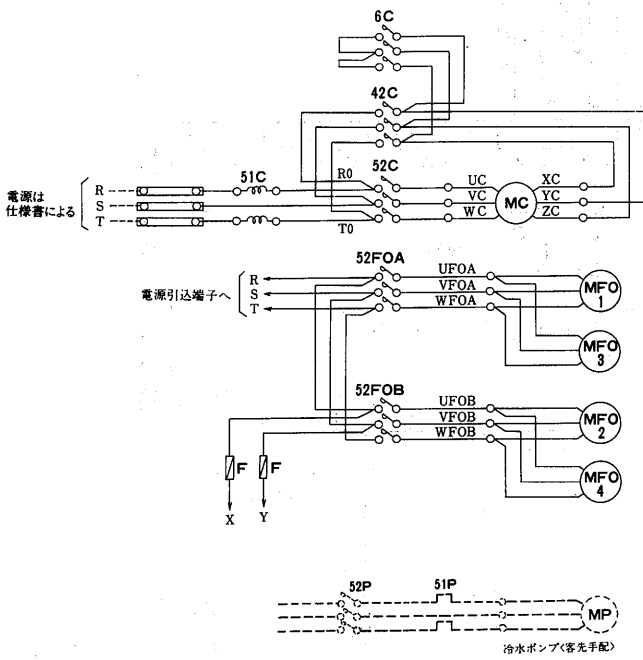 6C
42C
51C
R0
52C
UC
XC
電源は
仕様書による
R
S
T
VC
MC
YC
WC
ZC
T0
52FOA
UFOA
電源引込端子へ
R
S
T
VFOA
WFOA
MFO
1
MFO
3
52FOB
UFOB
VFOB
WFOB
MFO
2
F
F
MFO
4
X
Y
52P
51P
MP
冷水ポンプ〈客先手配〉